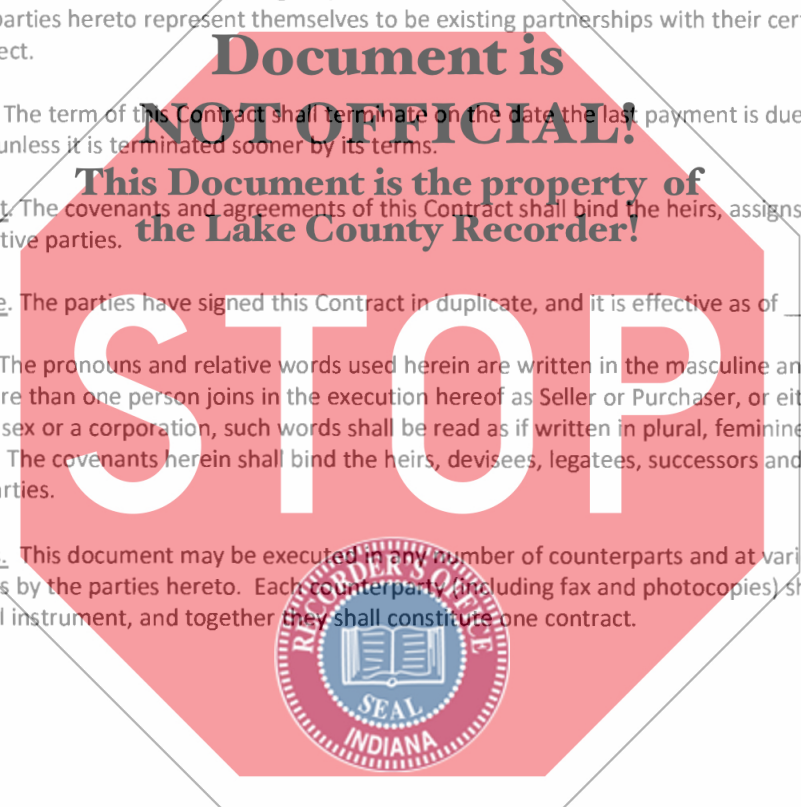 parties hereto represent themselves to be existing partnerships with their cer
ect.
Document is
The term of this Contract shall terminate on the date the last payment is due
NOT OFFICIAL!
unless it is terminated sooner by its terms.
This Document is the property of
t. The covenants and agreements of this Contract shall bind the heirs, assigns
tive parties.
the Lake County Recorder!
e. The parties have signed this Contract in duplicate, and it is effective as of _
STOP
The pronouns and relative words used herein are written in the masculine an
re than one person joins in the execution hereof as Seller or Purchaser, or eit
sex or a corporation, such words shall be read as if written in plural, feminine
The covenants herein shall bind the heirs, devisees, legatees, successors and
arties.
. This document may be executed in any number of counterparts and at vari
s by the parties hereto. Each counterparty (including fax and photocopies) sh
l instrument, and together they shall constitute one contract.
RECORDER'S OFFICE
SEAL
INDIANA